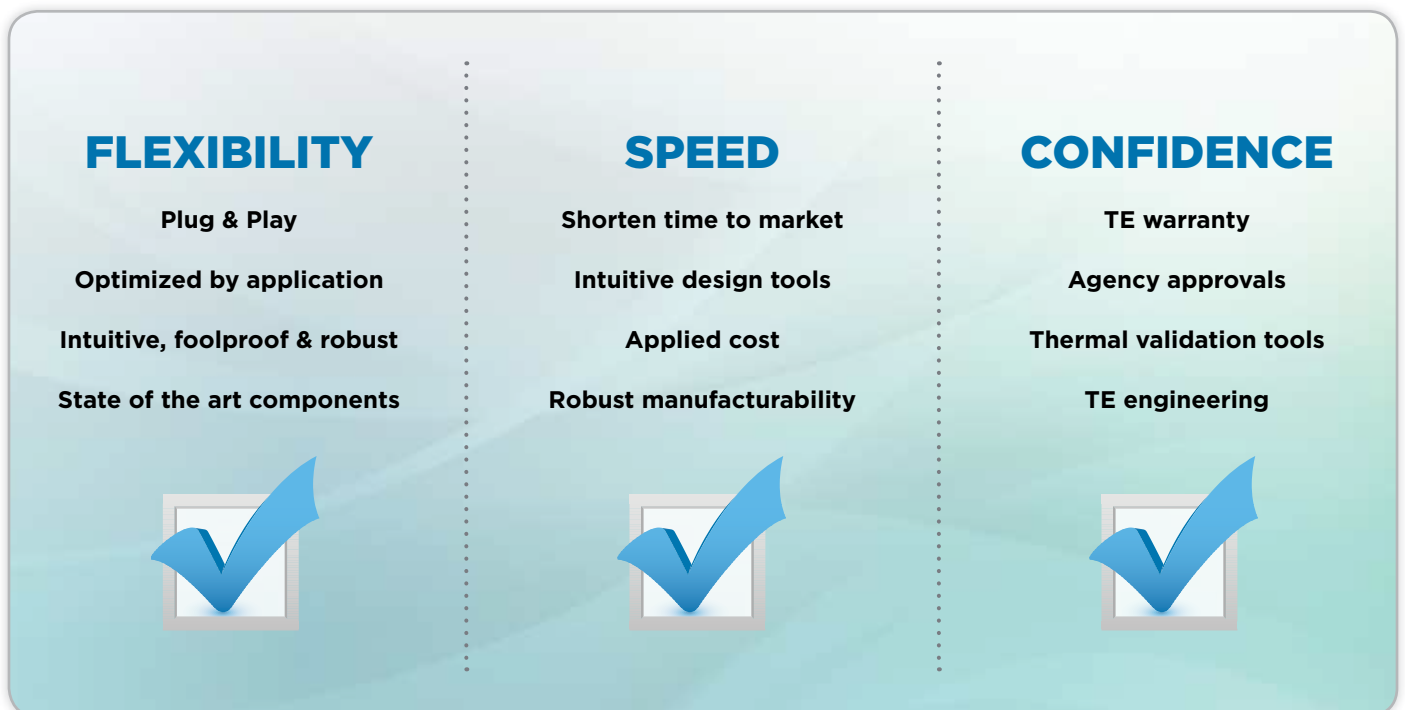 FLEXIBILITY
Plug & Play
Optimized by application
Intuitive, foolproof & robust
State of the art components
SPEED
Shorten time to market
Intuitive design tools
Applied cost
Robust manufacturability
CONFIDENCE
TE warranty
Agency approvals
Thermal validation tools
TE engineering